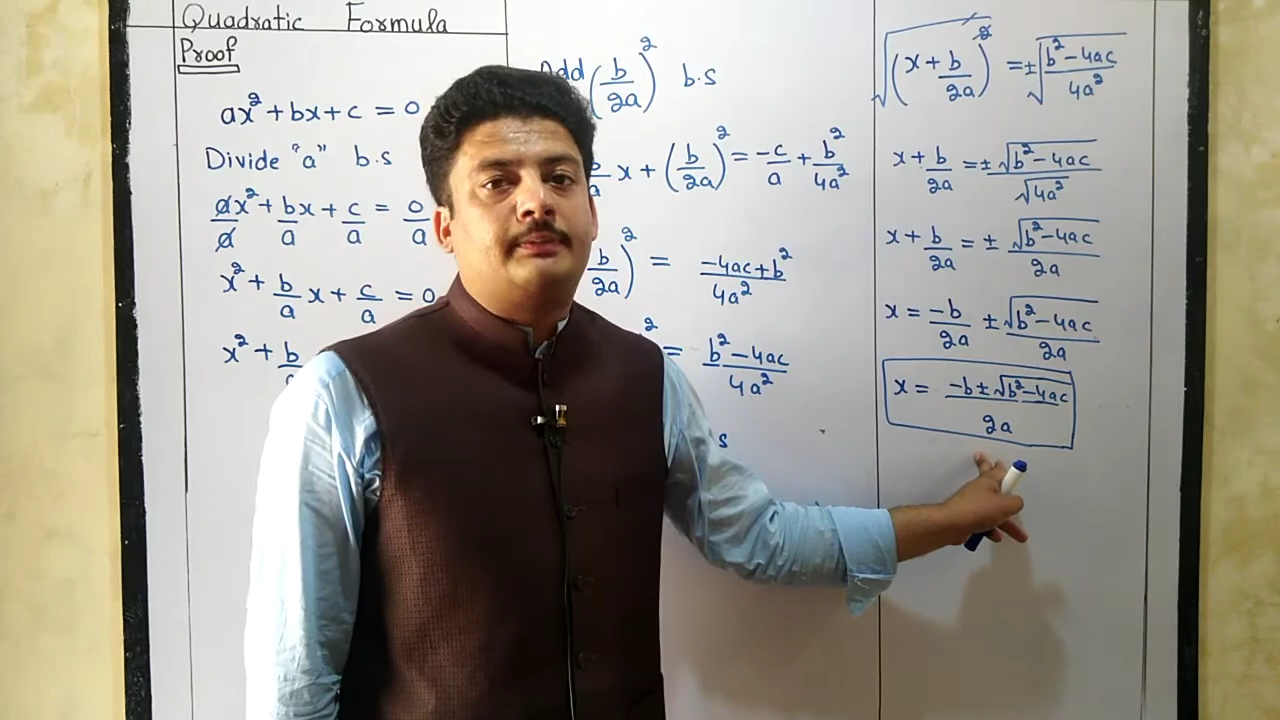 Quadratic Formula
Proof
ax² + bx + c = 0
Divide "a" b.s
ax²/a + bx/a + c/a = 0/a
x² + b/a x + c/a = 0
x² + b
Add (b/2a)² b.s
x + (b/2a)² = -c/a + b²/4a²
b/2a)² = -4ac + b²/4a²
² = b² - 4ac/4a²
s
√(x + b/2a)² = ±√b² - 4ac/4a²
x + b/2a = ±√b² - 4ac/√4a²
x + b/2a = ± √b² - 4ac/2a
x = -b/2a ± √b² - 4ac/2a
x = -b ± √b² - 4ac/2a